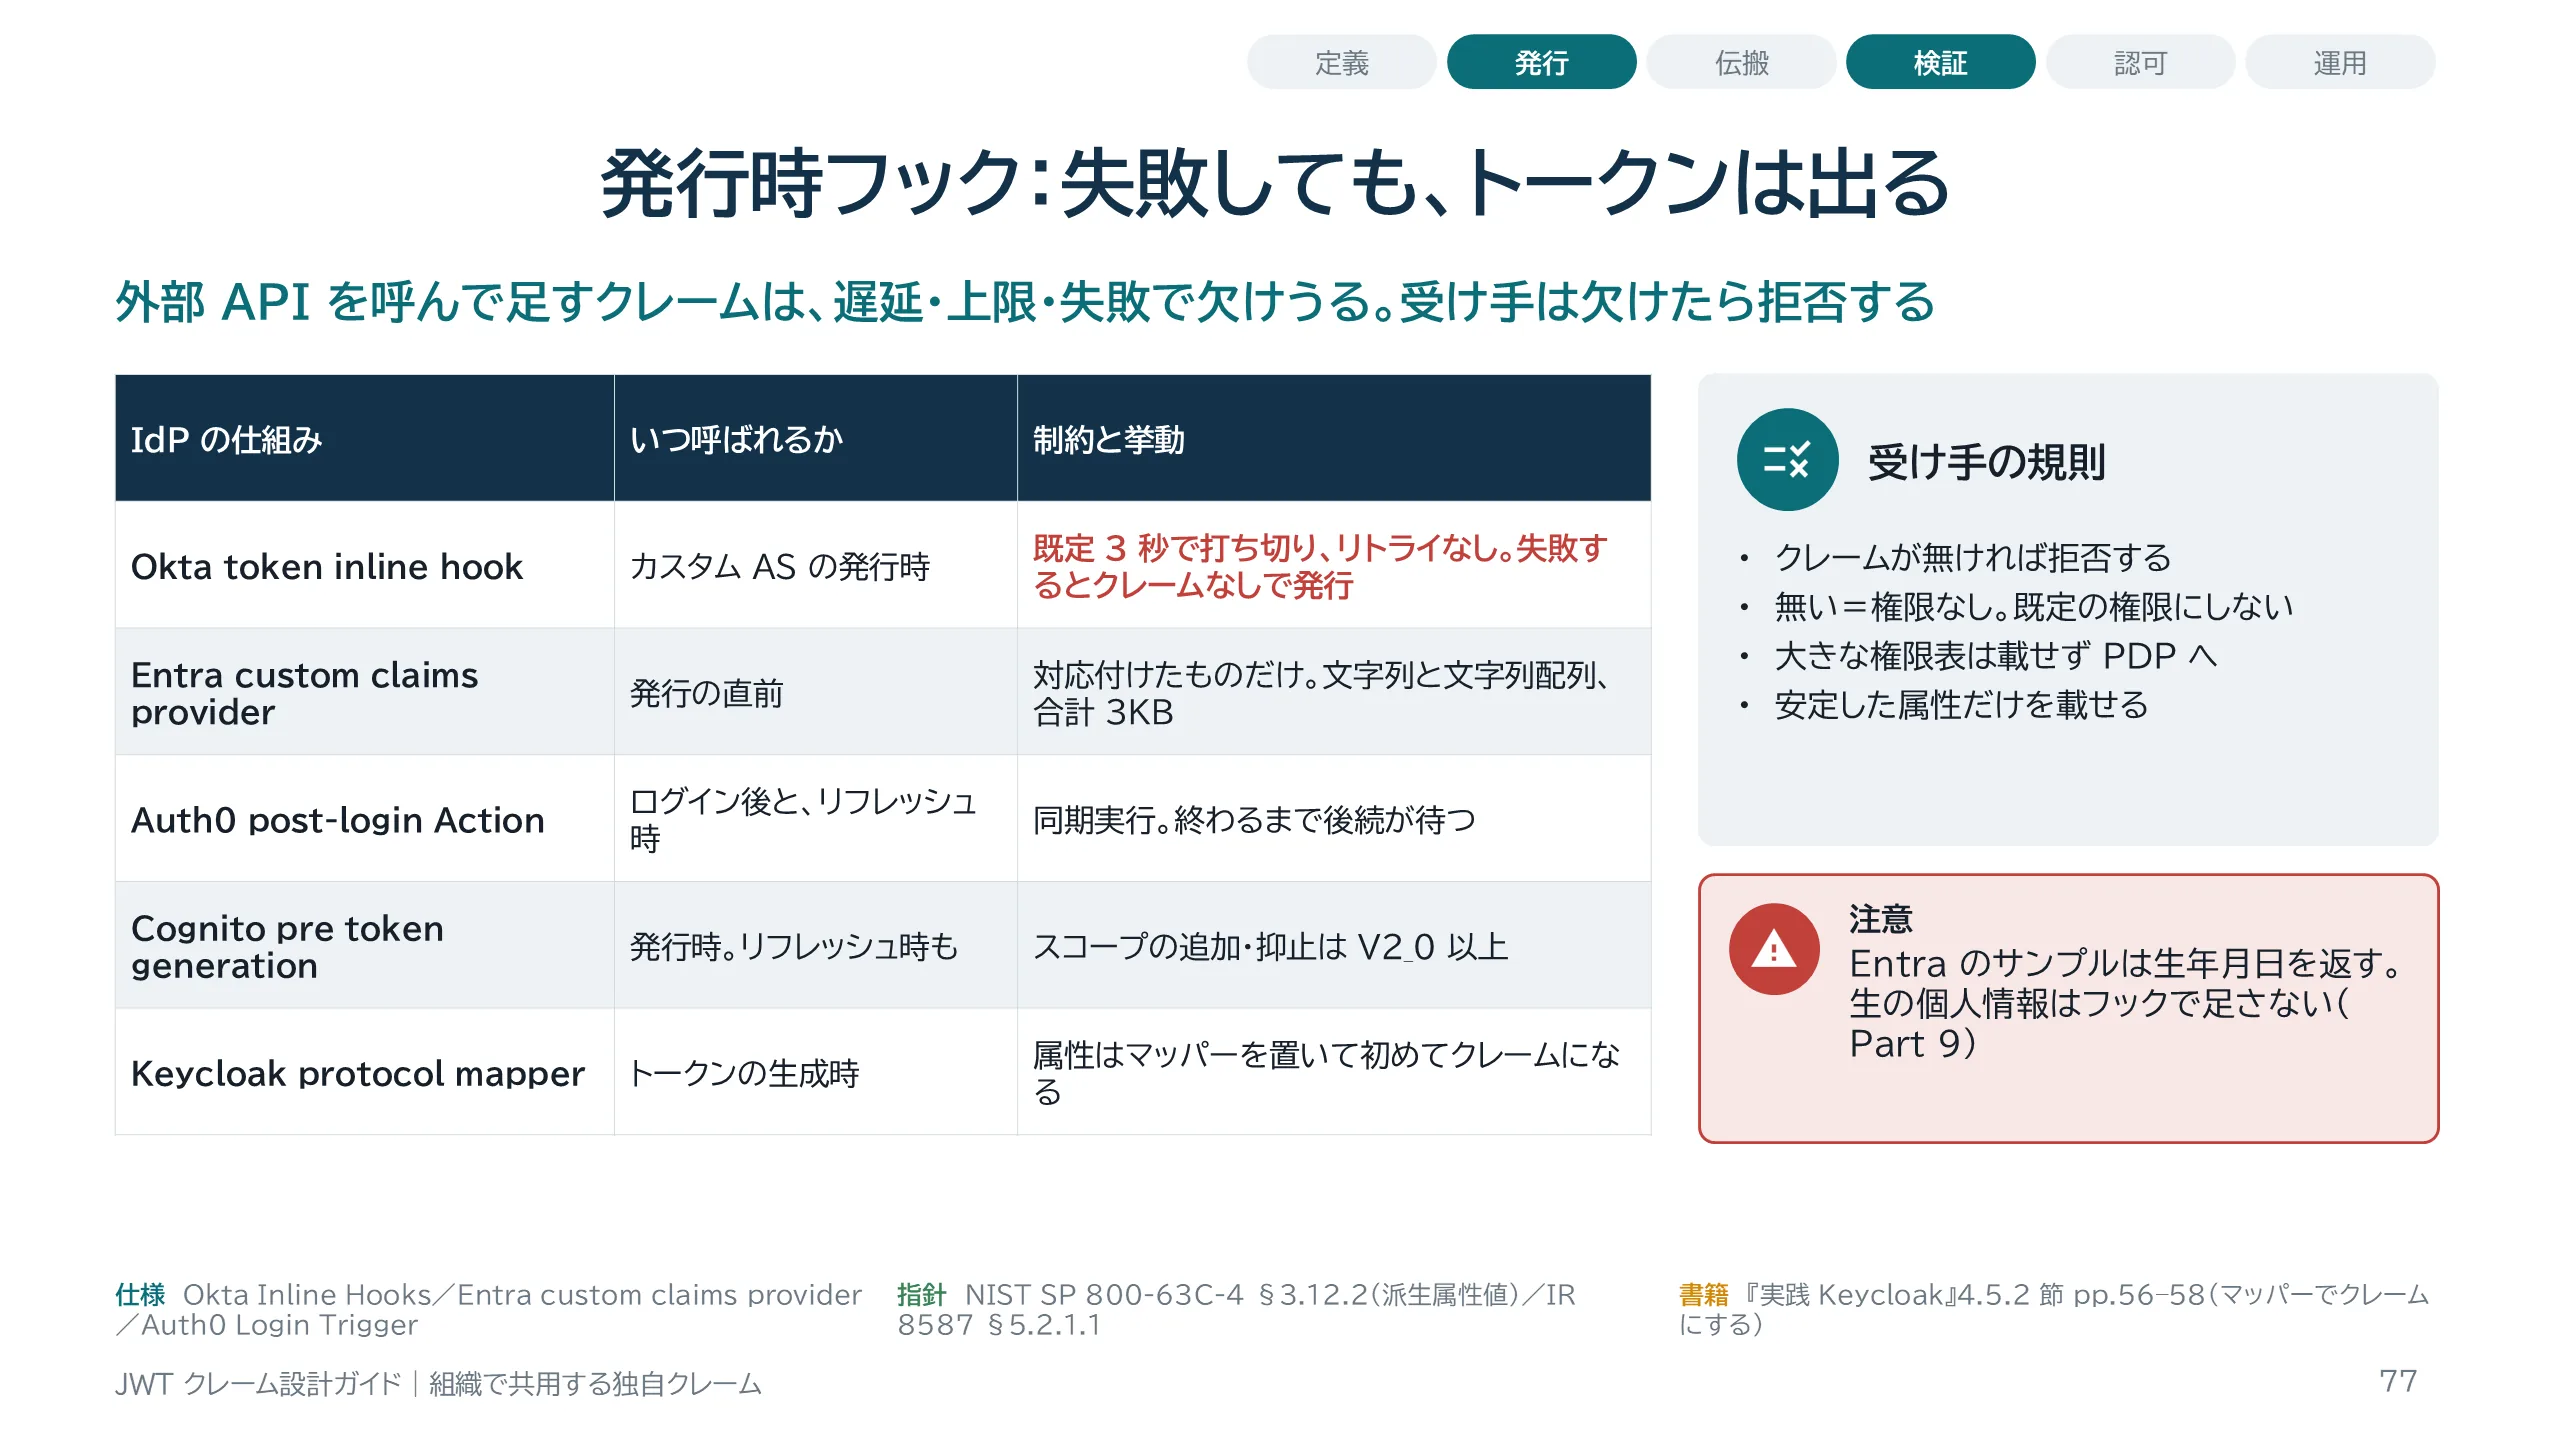 定義
発行
伝搬
検証
認可
運用
発行時フック：失敗しても、トークンは出る
外部 API を呼んで足すクレームは、遅延・上限・失敗で欠けうる。受け手は欠けたら拒否する
IdP の仕組み
いつ呼ばれるか
制約と挙動
Okta token inline hook
カスタム AS の発行時
既定 3 秒で打ち切り、リトライなし。失敗す
るとクレームなしで発行
Entra custom claims
provider
発行の直前
対応付けたものだけ。文字列と文字列配列、
合計 3KB
Auth0 post-login Action
ログイン後と、リフレッシュ
時
同期実行。終わるまで後続が待つ
Cognito pre token
generation
発行時。リフレッシュ時も
スコープの追加・抑止は V2_0 以上
Keycloak protocol mapper
トークンの生成時
属性はマッパーを置いて初めてクレームにな
る
受け手の規則
• クレームが無ければ拒否する
• 無い＝権限なし。既定の権限にしない
• 大きな権限表は載せず PDP へ
• 安定した属性だけを載せる
注意
Entra のサンプルは生年月日を返す。
生の個人情報はフックで足さない（
Part 9）
仕様 Okta Inline Hooks／Entra custom claims provider
／Auth0 Login Trigger
指針 NIST SP 800-63C-4 §3.12.2（派生属性値）／IR
8587 §5.2.1.1
書籍 『実践 Keycloak』4.5.2 節 pp.56–58（マッパーでクレーム
にする）
JWT クレーム設計ガイド｜組織で共用する独自クレーム
77